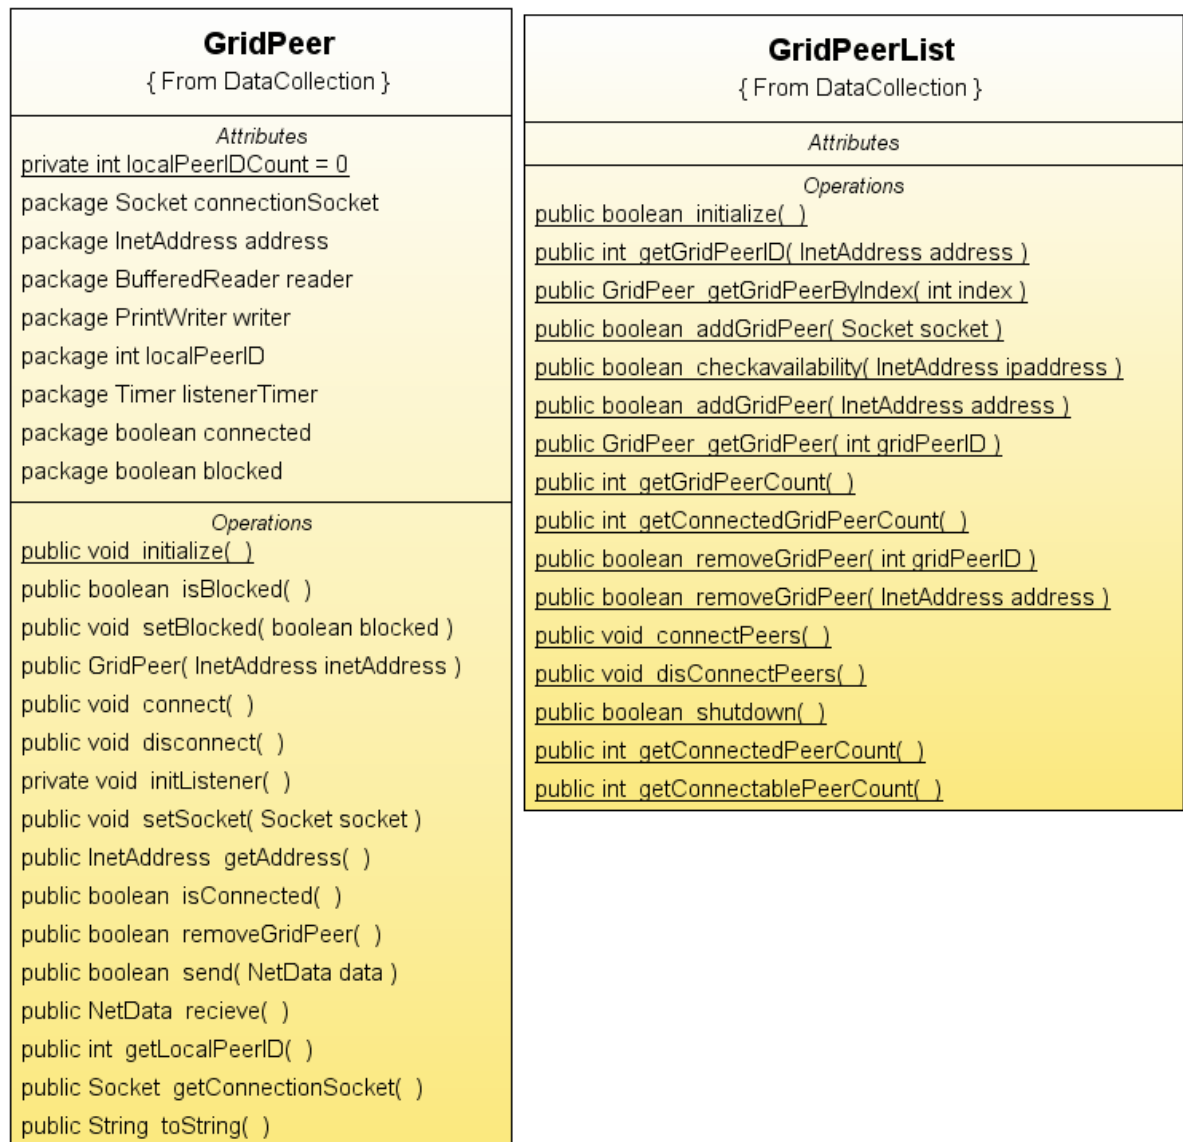 GridPeer
{ From DataCollection }
Attributes
private int localPeerIDCount = 0
package Socket connectionSocket
package InetAddress address
package BufferedReader reader
package PrintWriter writer
package int localPeerID
package Timer listenerTimer
package boolean connected
package boolean blocked
Operations
public void initialize( )
public boolean isBlocked( )
public void setBlocked( boolean blocked )
public GridPeer( InetAddress inetAddress )
public void connect( )
public void disconnect( )
private void initListener( )
public void setSocket( Socket socket )
public InetAddress getAddress( )
public boolean isConnected( )
public boolean removeGridPeer( )
public boolean send( NetData data )
public NetData recieve( )
public int getLocalPeerID( )
public Socket getConnectionSocket( )
public String toString( )
GridPeerList
{ From DataCollection }
Attributes
Operations
public boolean initialize( )
public int getGridPeerID( InetAddress address )
public GridPeer getGridPeerByIndex( int index )
public boolean addGridPeer( Socket socket )
public boolean checkavailability( InetAddress ipaddress )
public boolean addGridPeer( InetAddress address )
public GridPeer getGridPeer( int gridPeerID )
public int getGridPeerCount( )
public int getConnectedGridPeerCount( )
public boolean removeGridPeer( int gridPeerID )
public boolean removeGridPeer( InetAddress address )
public void connectPeers( )
public void disConnectPeers( )
public boolean shutdown( )
public int getConnectedPeerCount( )
public int getConnectablePeerCount( )